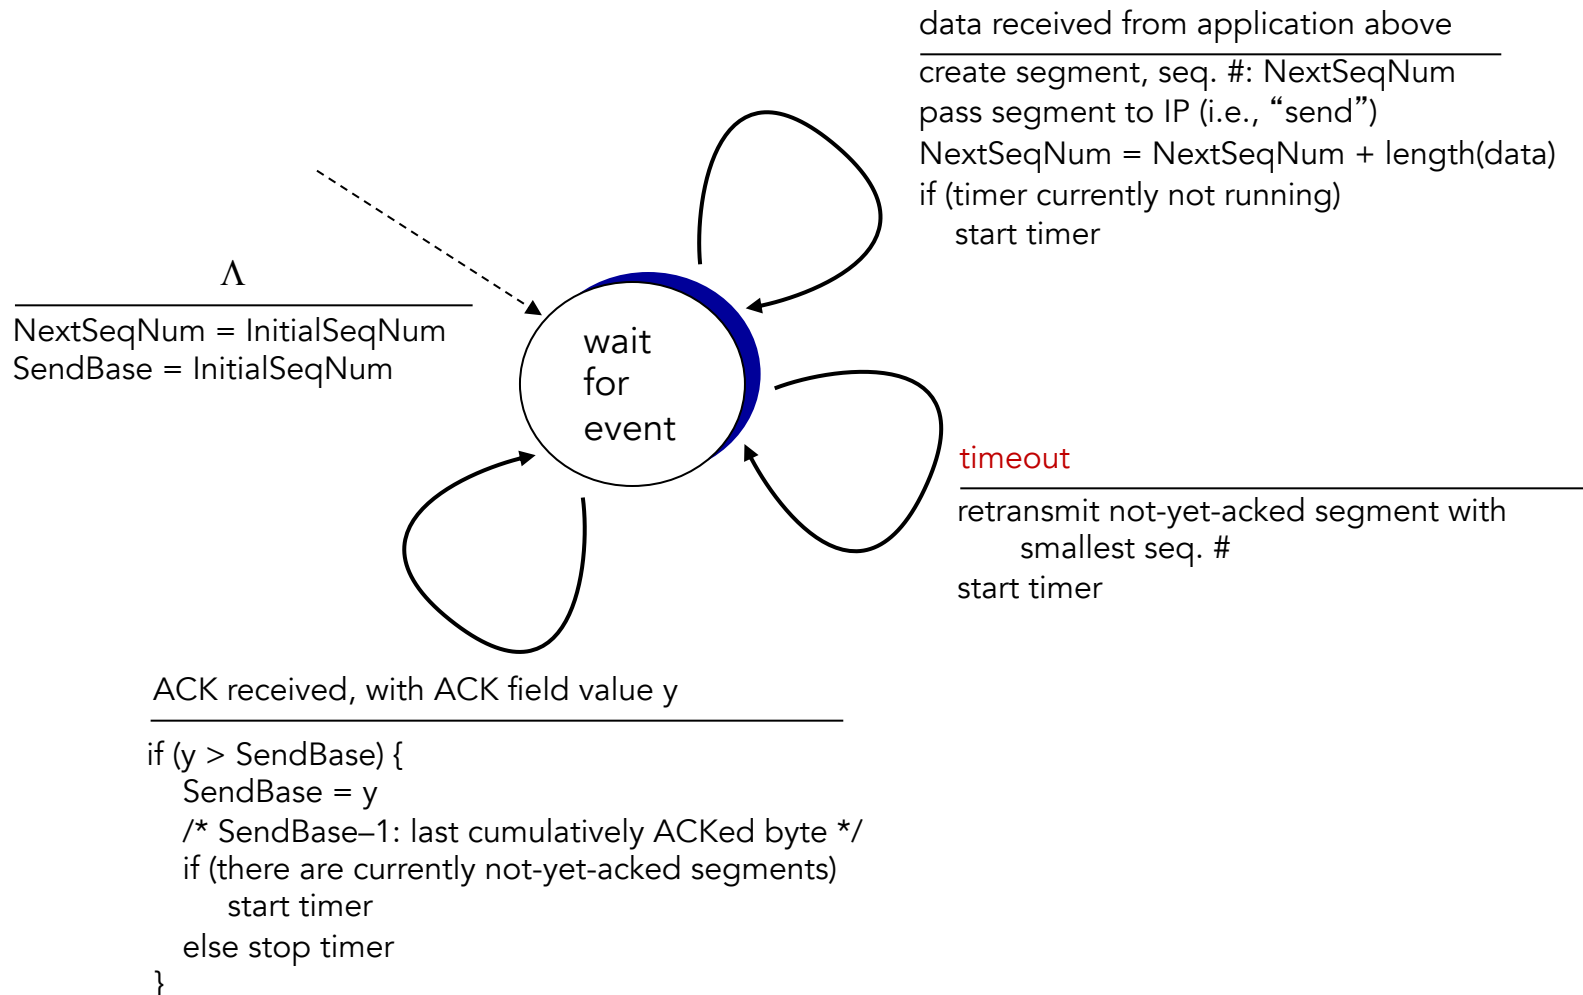 data received from application above
create segment, seq. #: NextSeqNum
pass segment to IP (i.e., “send”)
NextSeqNum = NextSeqNum + length(data)
if (timer currently not running)
start timer
Λ
NextSeqNum = InitialSeqNum
SendBase = InitialSeqNum
wait
for
event
timeout
retransmit not-yet-acked segment with
smallest seq. #
start timer
ACK received, with ACK field value y
if (y > SendBase) {
SendBase = y
/* SendBase–1: last cumulatively ACKed byte */
if (there are currently not-yet-acked segments)
start timer
else stop timer
}